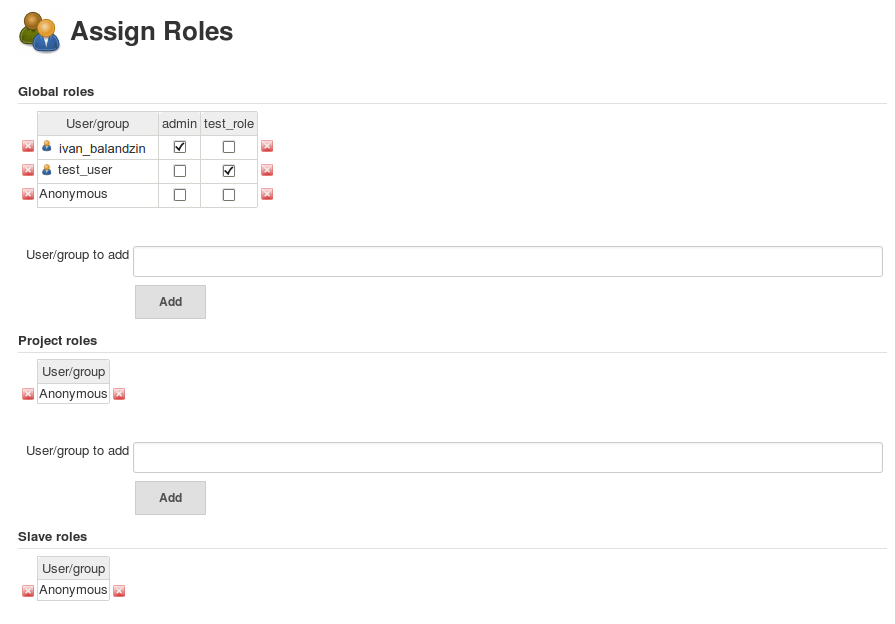 Assign Roles
Global roles
User/group admin test_role
ivan_balandzin
test_user
Anonymous
User/group to add
Add
Project roles
User/group
Anonymous
User/group to add
Add
Slave roles
User/group
Anonymous